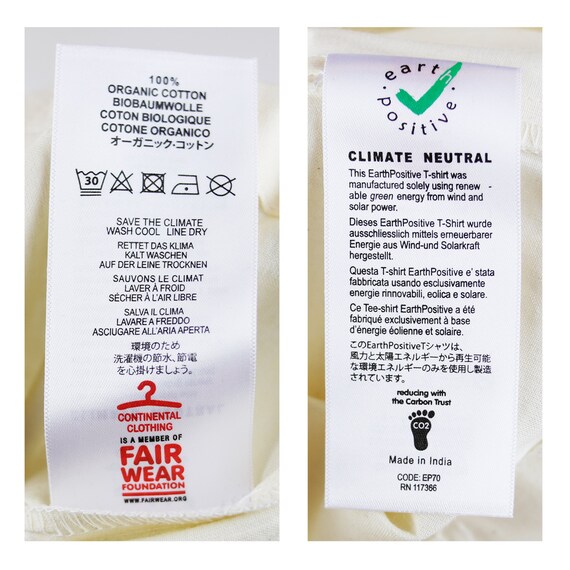 100%
ORGANIC COTTON
BIOBAUMWOLLE
COTON BIOLOGIQUE
COTONE ORGANICO
オーガニック・コットン
30
SAVE THE CLIMATE
WASH COOL LINE DRY
RETTET DAS KLIMA
KALT WASCHEN
AUF DER LEINE TROCKNEN
SAUVONS LE CLIMAT
LAVER À FROID
SÉCHER À L'AIR LIBRE
SALVA IL CLIMA
LAVARE A FREDDO
ASCIUGARE ALL'ARIA APERTA
環境のため
洗濯機の節水、節電
を心掛けましょう。
CONTINENTAL
CLOTHING
IS A MEMBER OF
FAIR
WEAR
FOUNDATION
WWW.FAIRWEAR.ORG
eart
positive
CLIMATE NEUTRAL
This EarthPositive T-shirt was
manufactured solely using renew -
able green energy from wind and
solar power.
Dieses EarthPositive T-Shirt wurde
ausschliesslich mittels erneuerbarer
Energie aus Wind-und Solarkraft
hergestellt.
Questa T-shirt EarthPositive e' stata
fabbricata usando esclusivamente
energie rinnovabili, eolica e solare.
Ce Tee-shirt EarthPositive a été
fabriqué exclusivement à base
d'énergie éolienne et solaire.
このEarthPositiveTシャツは、
風力と太陽エネルギーから再生可能
な環境エネルギーのみを使用し製造
されています。
reducing with
the Carbon Trust
CO2
Made in India
CODE: EP70
RN 117366